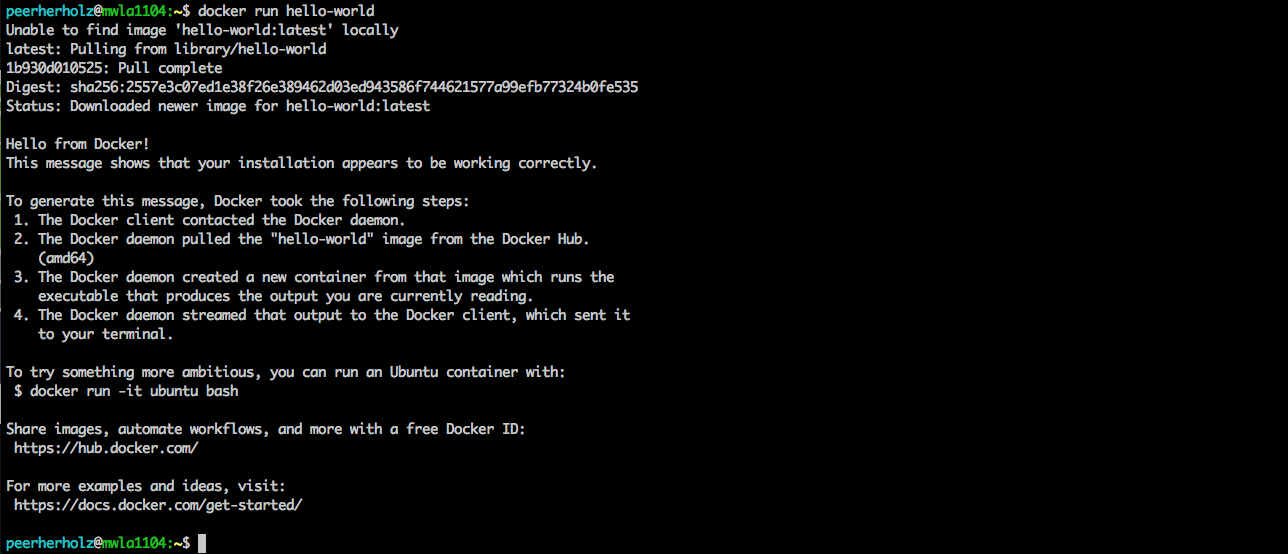 peerherholz@mwla1104:~$ docker run hello-world
Unable to find image 'hello-world:latest' locally
latest: Pulling from library/hello-world
1b930d010525: Pull complete
Digest: sha256:2557e3c07ed1e38f26e389462d03ed943586f744621577a99efb77324b0fe535
Status: Downloaded newer image for hello-world:latest
Hello from Docker!
This message shows that your installation appears to be working correctly.
To generate this message, Docker took the following steps:
1. The Docker client contacted the Docker daemon.
2. The Docker daemon pulled the "hello-world" image from the Docker Hub.
(amd64)
3. The Docker daemon created a new container from that image which runs the
executable that produces the output you are currently reading.
4. The Docker daemon streamed that output to the Docker client, which sent it
to your terminal.
To try something more ambitious, you can run an Ubuntu container with:
$ docker run -it ubuntu bash
Share images, automate workflows, and more with a free Docker ID:
https://hub.docker.com/
For more examples and ideas, visit:
https://docs.docker.com/get-started/
peerherholz@mwla1104:~$